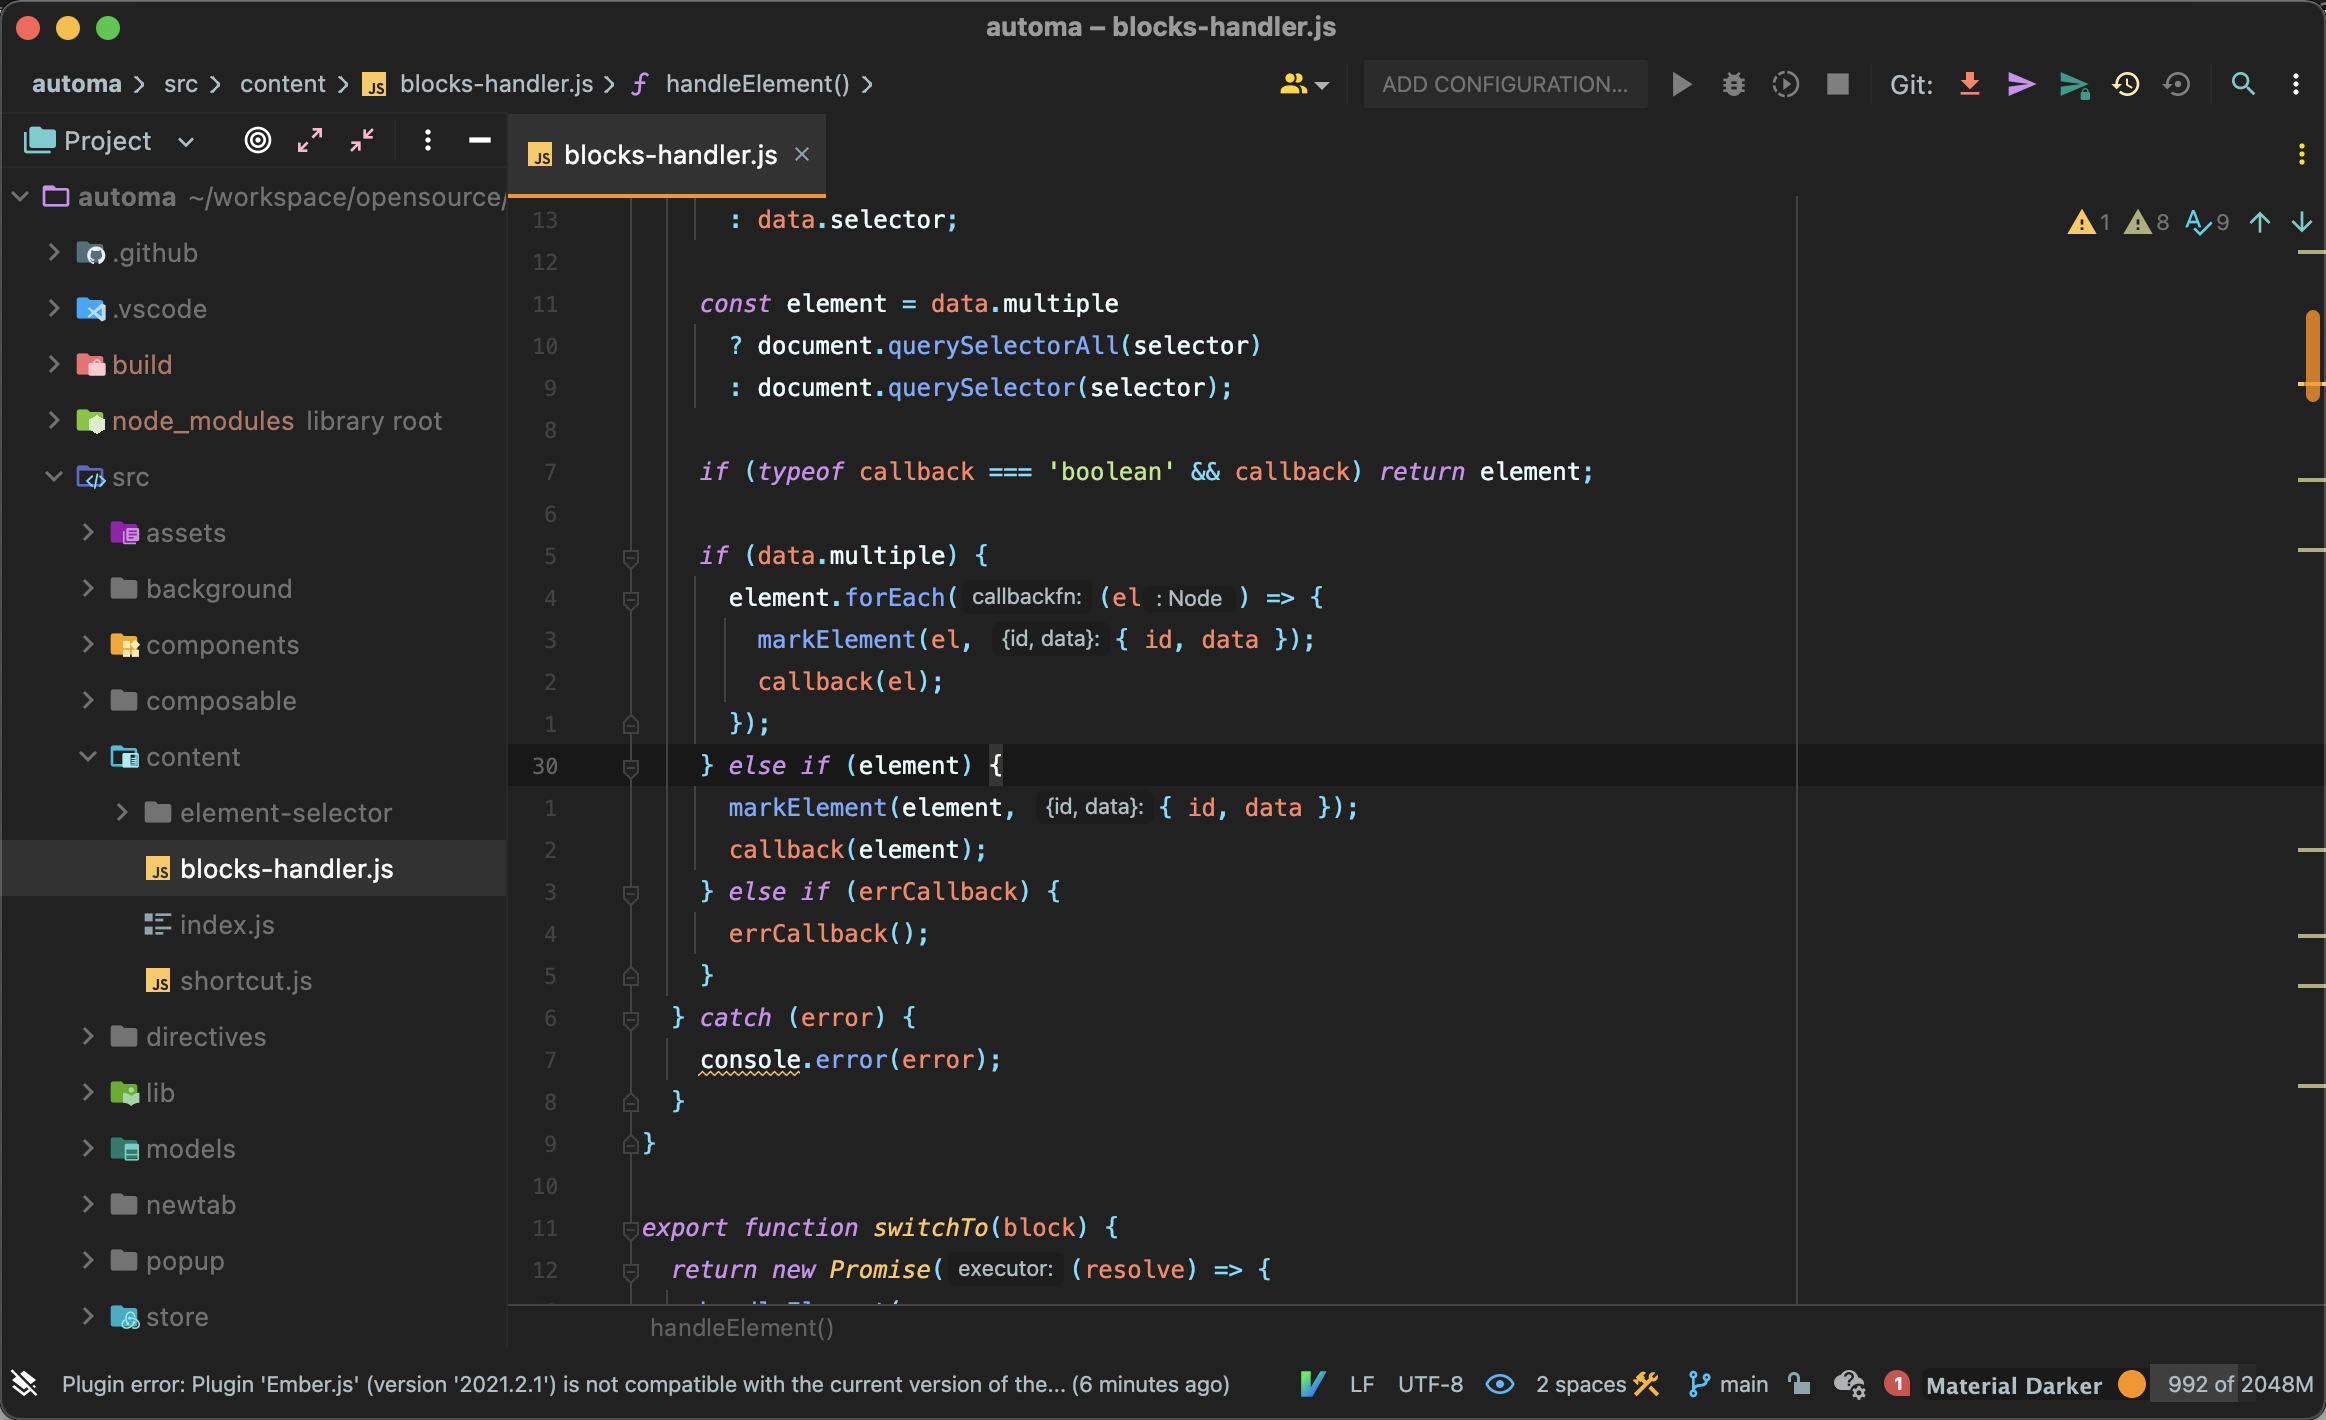 automa – blocks-handler.js
automa > src > content > JS blocks-handler.js > f handleElement() >
ADD CONFIGURATION...
Git:
Project
JS blocks-handler.js ×
automa ~/workspace/opensource/
.github
.vscode
build
node_modules library root
src
assets
background
components
composable
content
element-selector
JS blocks-handler.js
index.js
JS shortcut.js
directives
lib
models
newtab
popup
store
1 8 9
13 : data.selector;
12
11 const element = data.multiple
10 ? document.querySelectorAll(selector)
9 : document.querySelector(selector);
8
7 if (typeof callback === 'boolean' && callback) return element;
6
5 if (data.multiple) {
4 element.forEach( callbackfn: (el : Node ) => {
3 markElement(el, {id, data}: { id, data });
2 callback(el);
1 });
30 } else if (element) {
1 markElement(element, {id, data}: { id, data });
2 callback(element);
3 } else if (errCallback) {
4 errCallback();
5 }
6 } catch (error) {
7 console.error(error);
8 }
9 }
10
11 export function switchTo(block) {
12 return new Promise( executor: (resolve) => {
handleElement()
Plugin error: Plugin 'Ember.js' (version '2021.2.1') is not compatible with the current version of the... (6 minutes ago)
LF UTF-8 2 spaces main 1 Material Darker 992 of 2048M